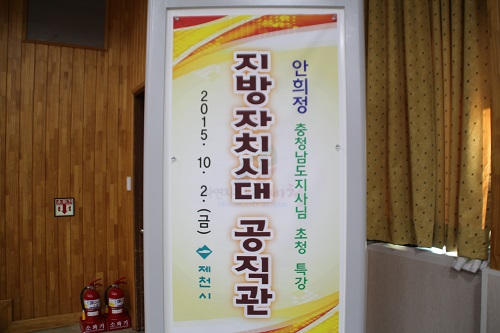 안희정 충청남도지사님 초청 특강
지방자치시대 공직관
2015. 10. 2. (금)
제천시
소화기
소화기